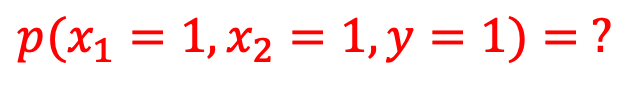 p(x₁ = 1, x₂ = 1, y = 1) = ?